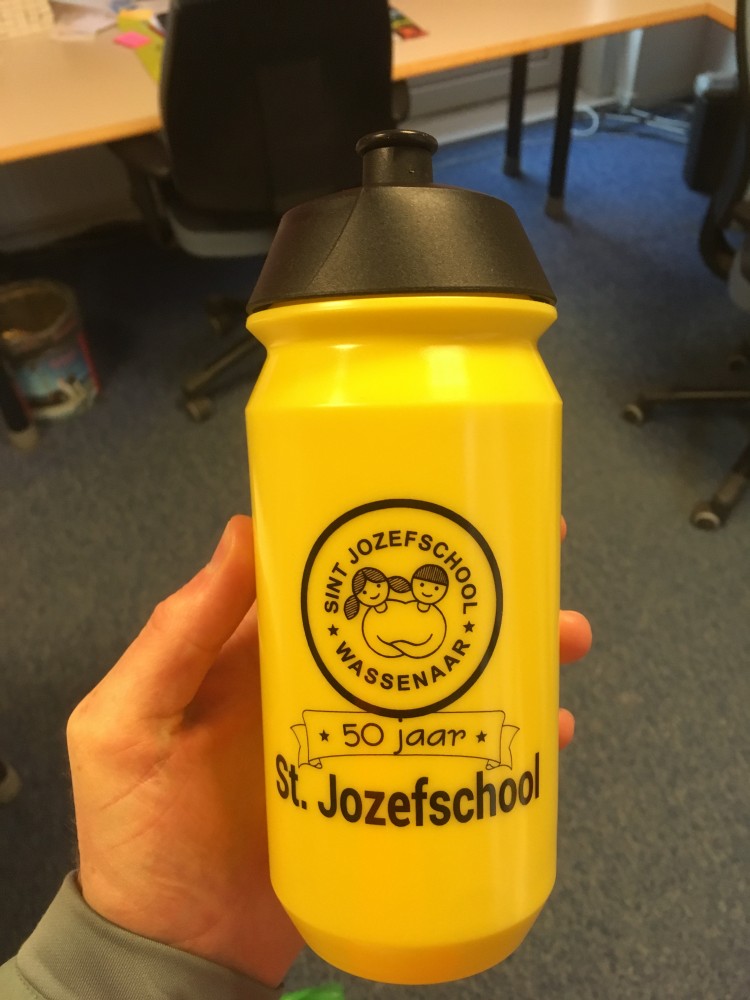 SINT JOZEFSCHOOL
★ WASSENAAR ★
★ 50 jaar ★
St. Jozefschool